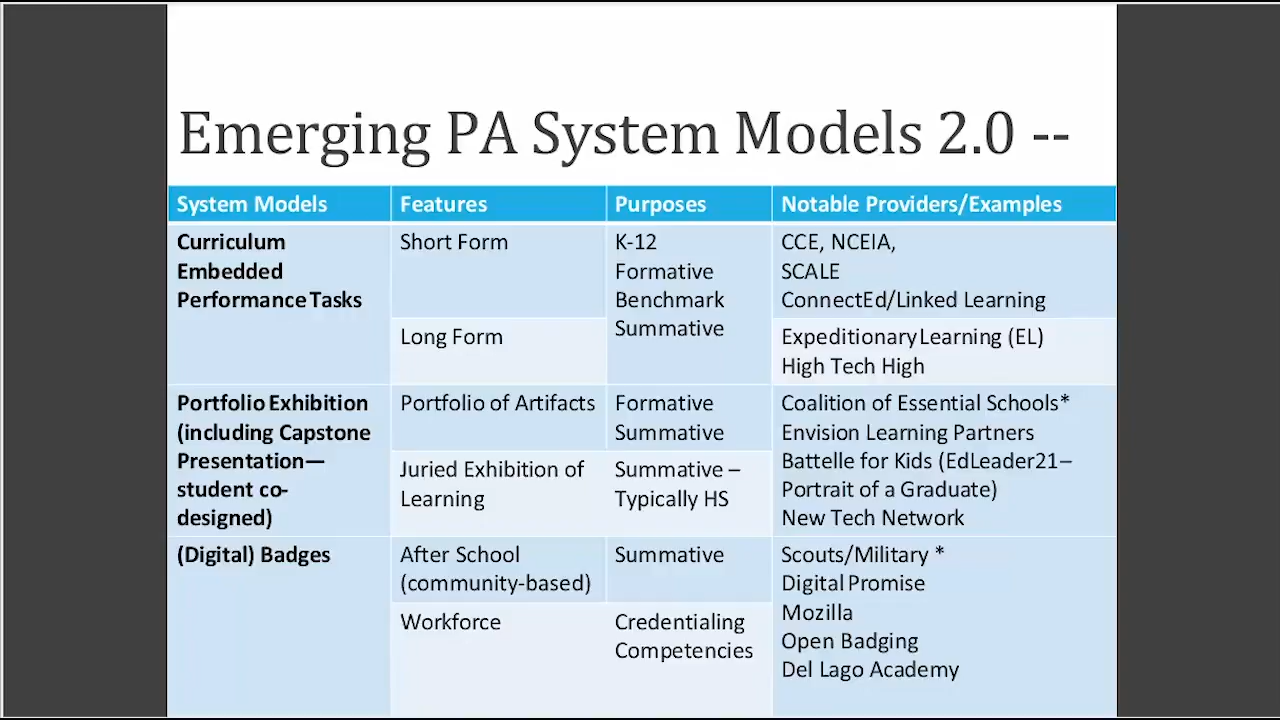 Emerging PA System Models 2.0 --
System Models
Features
Purposes
Notable Providers/Examples
Curriculum
Embedded
Performance Tasks
Short Form
K-12
Formative
Benchmark
Summative
CCE, NCEIA,
SCALE
ConnectEd/Linked Learning
Long Form
Expeditionary Learning (EL)
High Tech High
Portfolio Exhibition
(including Capstone
Presentation—
student co-
designed)
Portfolio of Artifacts
Formative
Summative
Coalition of Essential Schools*
Envision Learning Partners
Battelle for Kids (EdLeader21–
Portrait of a Graduate)
New Tech Network
Juried Exhibition of
Learning
Summative –
Typically HS
(Digital) Badges
After School
(community-based)
Summative
Scouts/Military *
Digital Promise
Mozilla
Open Badging
Del Lago Academy
Workforce
Credentialing
Competencies